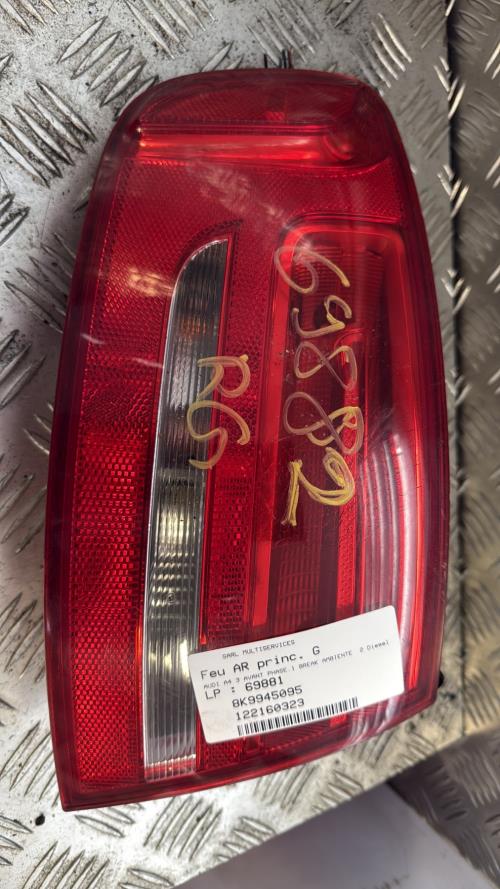 69882
RG
SARL MULTISERVICES
Feu AR princ. G
AUDI A4 3 AVANT PHASE.1 BREAK AMBIENTE 2 Diesel
LP : 69881
8K9945095
122160323